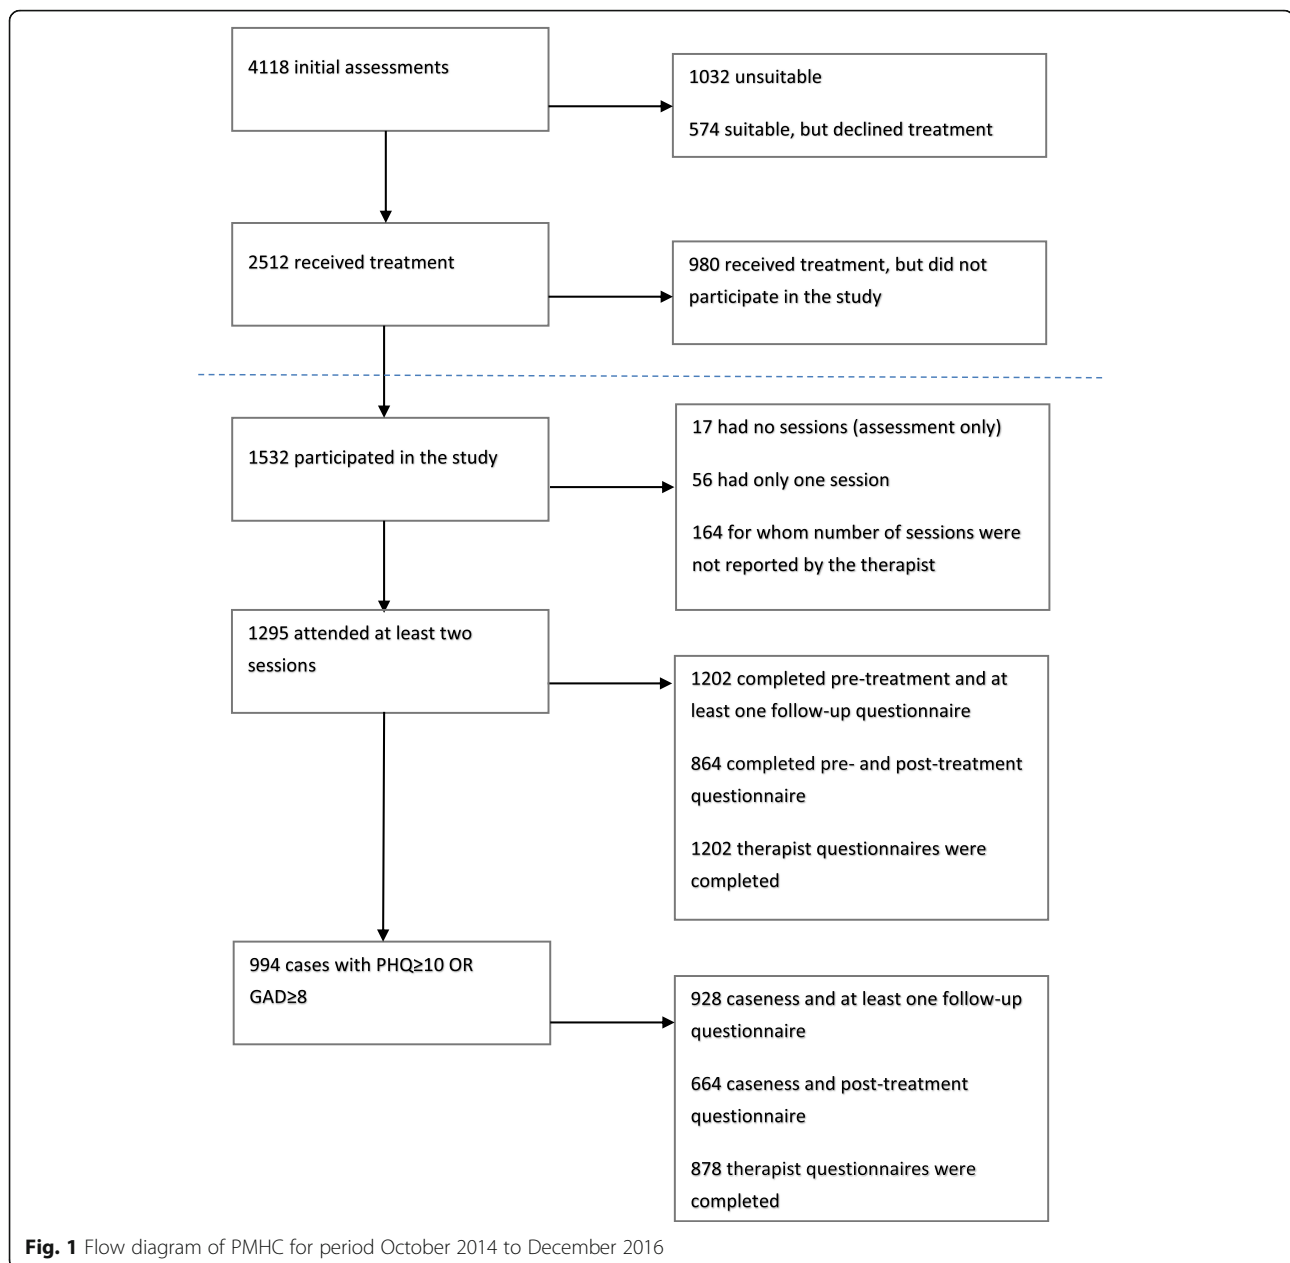 4118 initial assessments
1032 unsuitable
574 suitable, but declined treatment
2512 received treatment
980 received treatment, but did not
participate in the study
1532 participated in the study
17 had no sessions (assessment only)
56 had only one session
164 for whom number of sessions were
not reported by the therapist
1295 attended at least two
sessions
1202 completed pre-treatment and at
least one follow-up questionnaire
864 completed pre- and post-treatment
questionnaire
1202 therapist questionnaires were
completed
994 cases with PHQ≥10 OR
GAD≥8
928 caseness and at least one follow-up
questionnaire
664 caseness and post-treatment
questionnaire
878 therapist questionnaires were
completed
Fig. 1 Flow diagram of PMHC for period October 2014 to December 2016